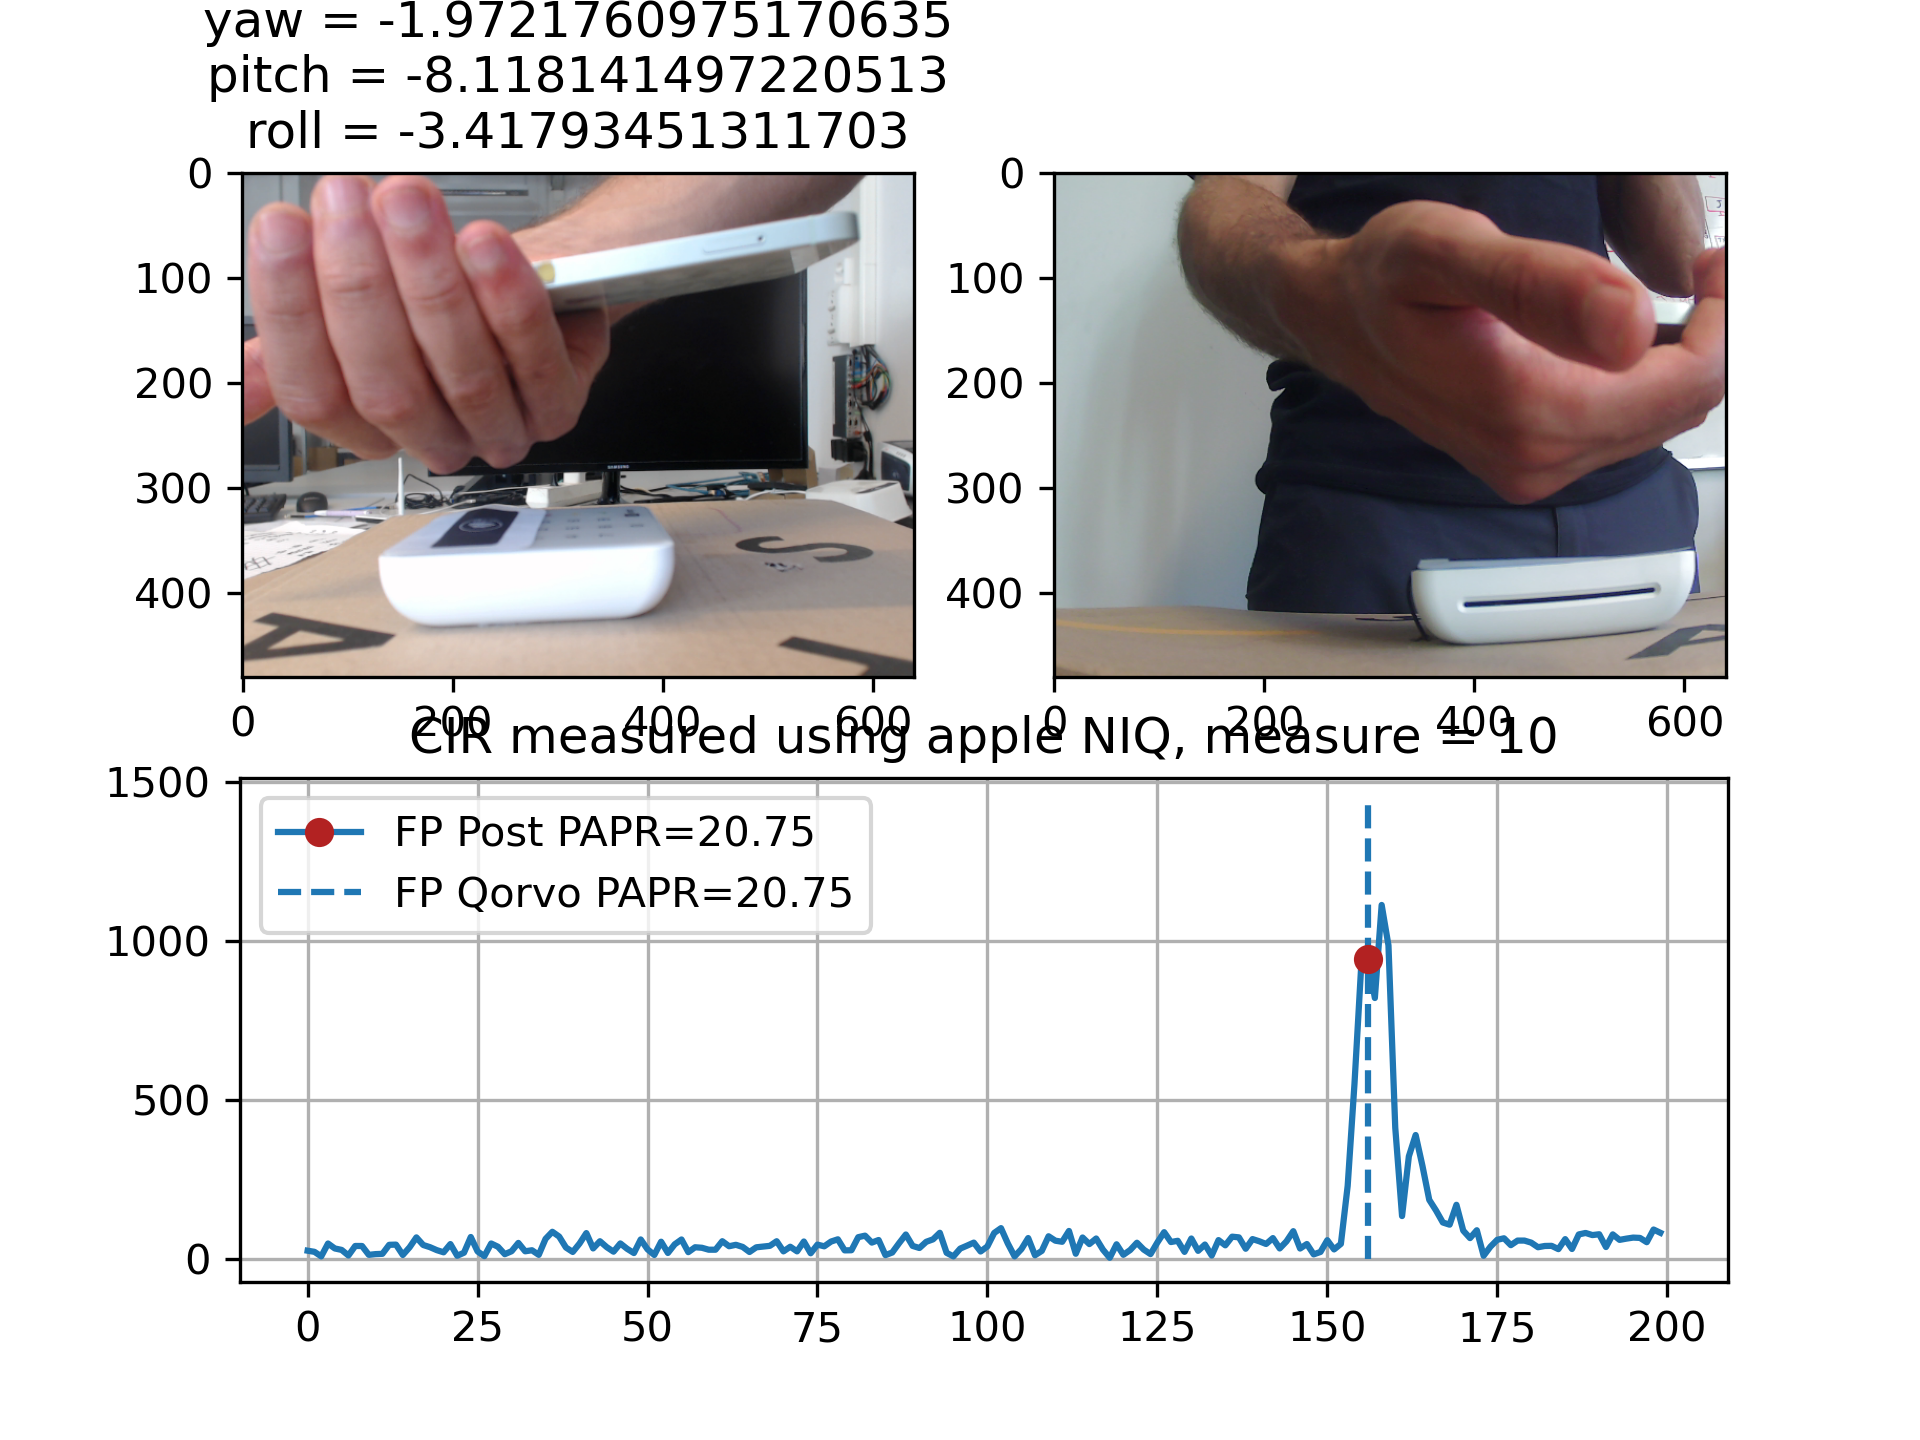 yaw = -1.9721760975170635
pitch = -8.118141497220513
roll = -3.41793451311703
0
100
200
300
400
0 200 400 600
SAMSUNG
S
A
0
100
200
300
400
0 200 400 600
CIR measured using apple NIQ, measure = 10
1500
1000
500
0
FP Post PAPR=20.75
FP Qorvo PAPR=20.75
0 25 50 75 100 125 150 175 200